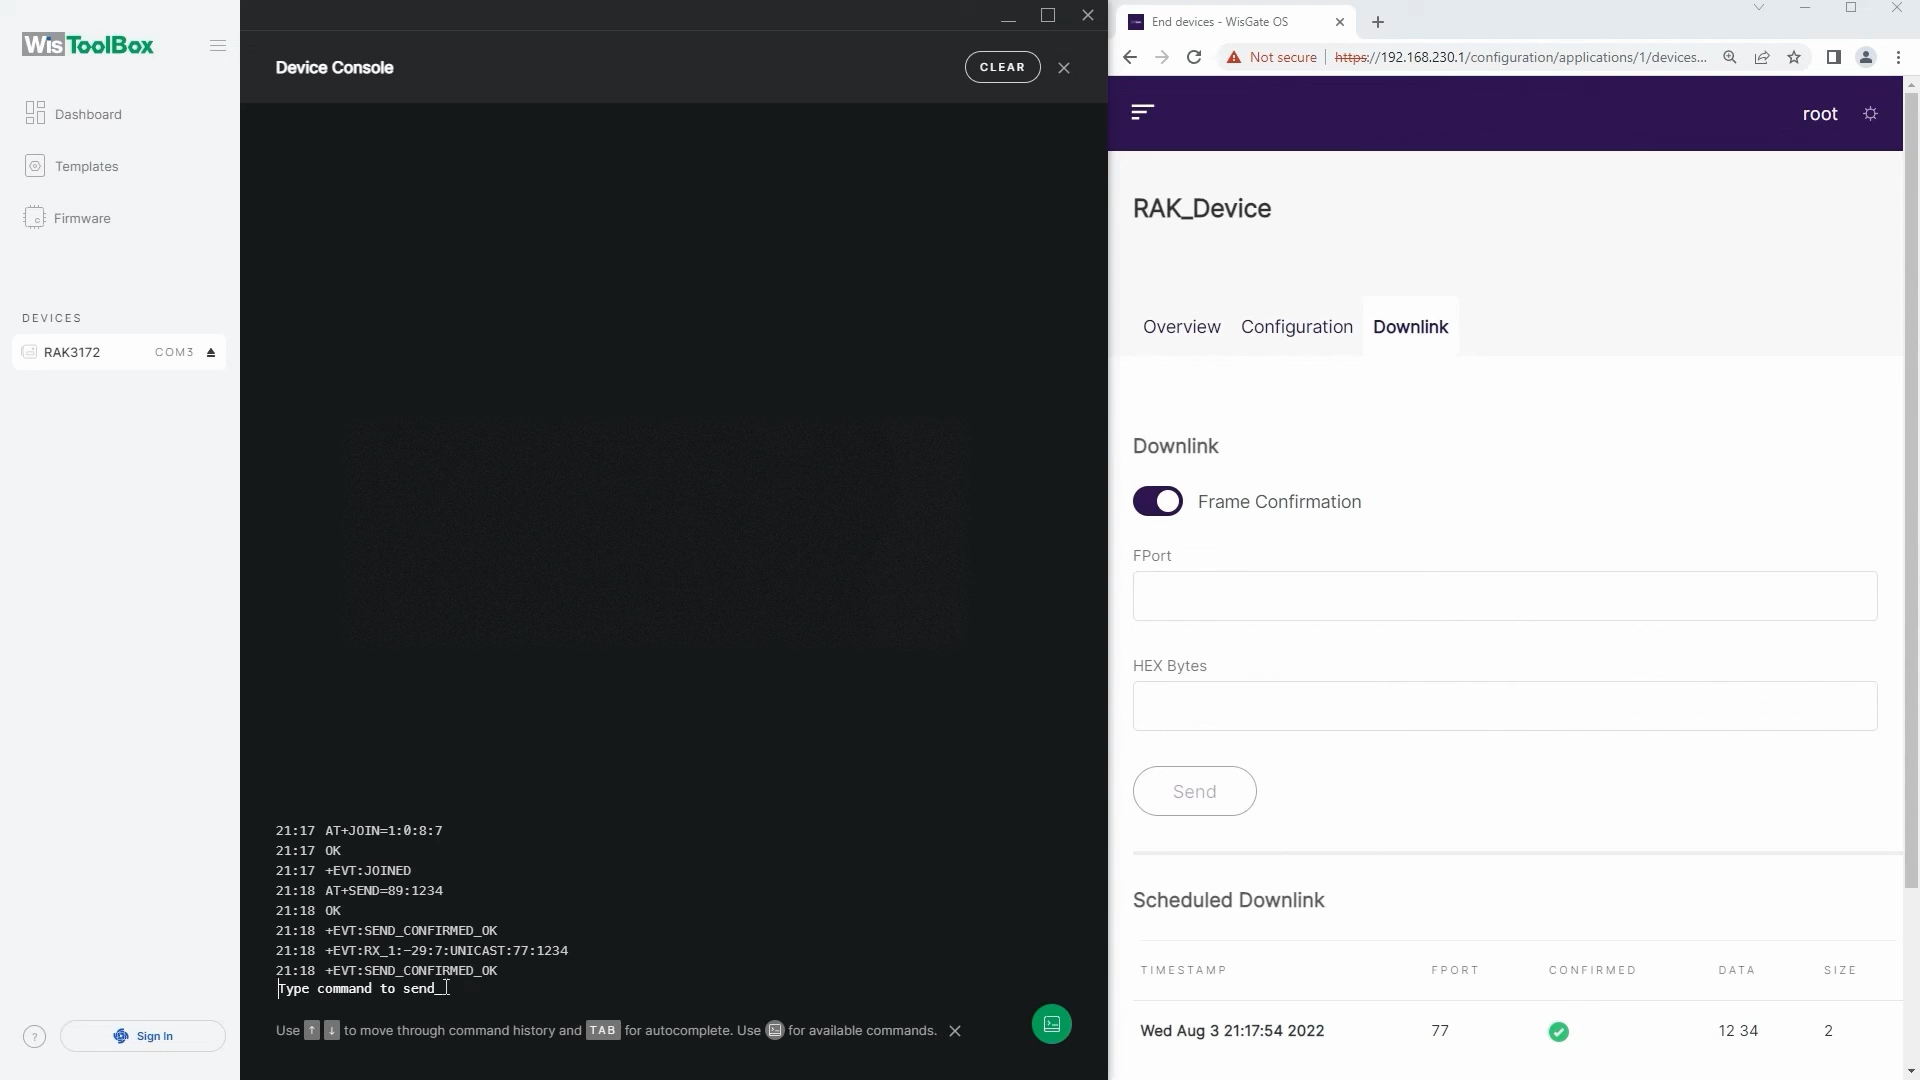 WisToolBox
Dashboard
Templates
Firmware
DEVICES
RAK3172 COM3
?
Sign In
Device Console
CLEAR
21:17 AT+JOIN=1:0:8:7
21:17 OK
21:17 +EVT:JOINED
21:18 AT+SEND=89:1234
21:18 OK
21:18 +EVT:SEND_CONFIRMED_OK
21:18 +EVT:RX_1:-29:7:UNICAST:77:1234
21:18 +EVT:SEND_CONFIRMED_OK
Type command to send_
Use ↑ ↓ to move through command history and TAB for autocomplete. Use for available commands.
End devices - WisGate OS
Not secure | https://192.168.230.1/configuration/applications/1/devices...
root
RAK_Device
Overview Configuration Downlink
Downlink
Frame Confirmation
FPort
HEX Bytes
Send
Scheduled Downlink
TIMESTAMP FPORT CONFIRMED DATA SIZE
Wed Aug 3 21:17:54 2022 77 12 34 2